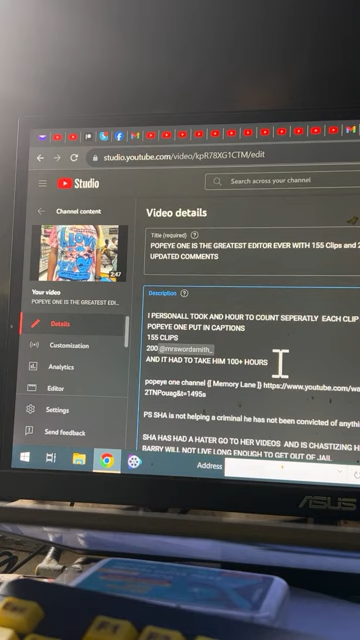 studio.youtube.com/video/kpR78XG1CTM/edit
Studio
Search across your channel
Channel content
Video details
Title (required)
POPEYE ONE IS THE GREATEST EDITOR EVER WITH 155 Clips and 2
UPDATED COMMENTS
I LOVE
2:47
Your video
POPEYE ONE IS THE GREATEST EDI...
Description
I PERSONALL TOOK AND HOUR TO COUNT SEPERATLY EACH CLIP
POPEYE ONE PUT IN CAPTIONS
155 CLIPS
200 @mrswordsmith_
AND IT HAD TO TAKE HIM 100+ HOURS
popeye one channel {[ Memory Lane ]} https://www.youtube.com/wa
2TNPouag&t=1495s
PS SHA IS not helping a criminal he has not been convicted of anythin
SHA HAS HAD A HATER GO TO HER VIDEOS AND IS CHASTIZING H
BARRY WILL NOT LIVE LONG ENOUGH TO GET OUT OF JAIL
Details
Customisation
Analytics
Editor
Settings
Send feedback
Address
ASUS